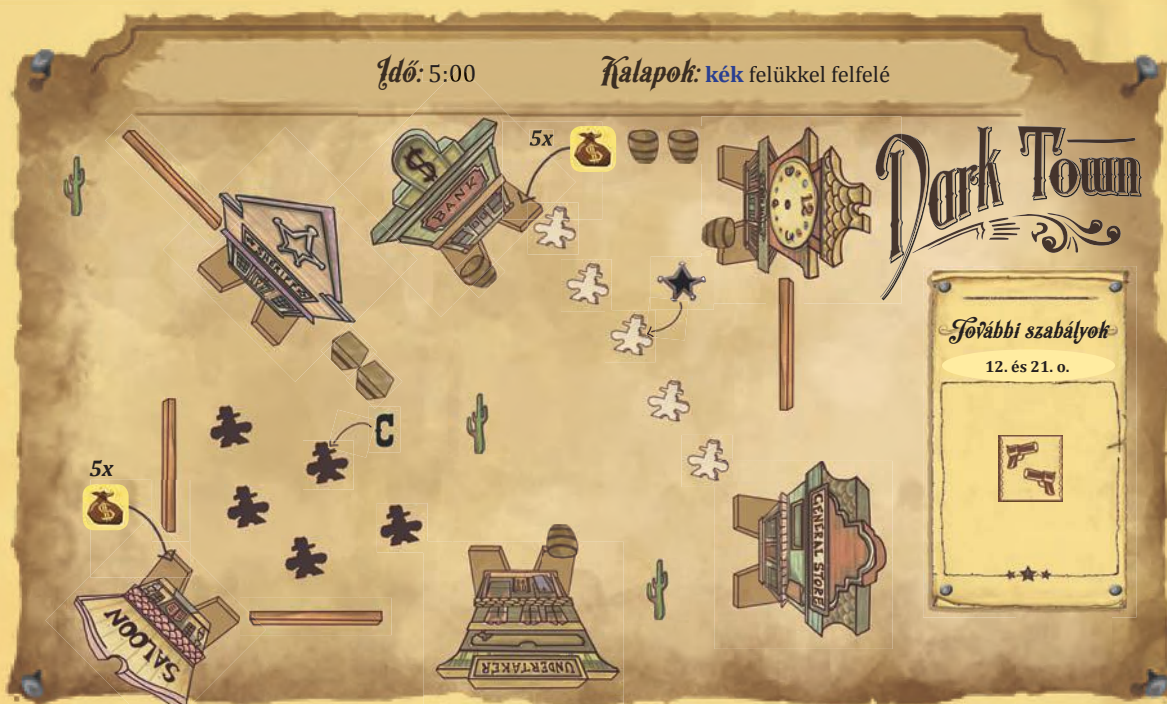 Idő: 5:00
Kalapok: kék felükkel felfelé
Dark Town
5x
$
BANK
12
További szabályok
12. és 21. o.
C
5x
GENERAL STORE
SALOON
UNDERTAKER